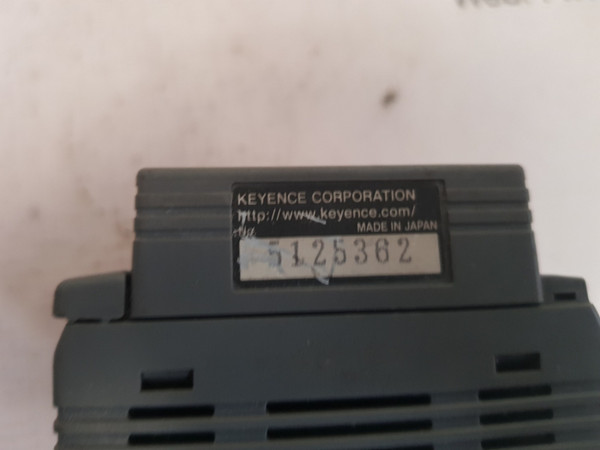 KEYENCE CORPORATION
http://www.keyence.com/
MADE IN JAPAN
5125362